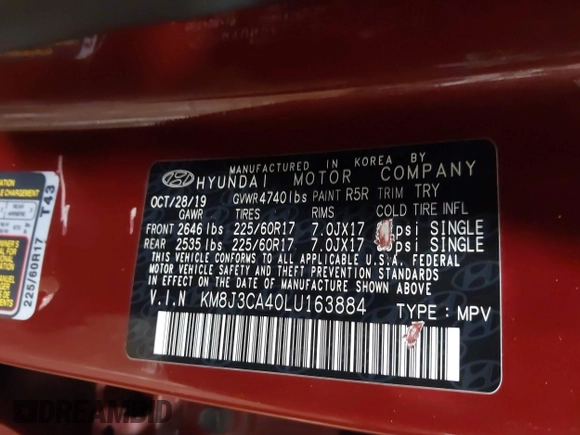 MANUFACTURED IN KOREA BY
HYUNDAI MOTOR COMPANY
OCT/28/19 GVWR 4740 lbs PAINT R5R TRIM TRY
GAWR TIRES RIMS COLD TIRE INFL
FRONT 2646 lbs 225/60R17 7.0JX17 psi SINGLE
REAR 2535 lbs 225/60R17 7.0JX17 psi SINGLE
THIS VEHICLE CONFORMS TO ALL APPLICABLE U.S.A. FEDERAL
MOTOR VEHICLE SAFETY, BUMPER, AND THEFT PREVENTION
STANDARDS IN EFFECT ON THE DATE OF MANUFACTURE SHOWN ABOVE.
V.I.N KM8J3CA40LU163884 TYPE: MPV
T43
225/60R17
DREAMBID